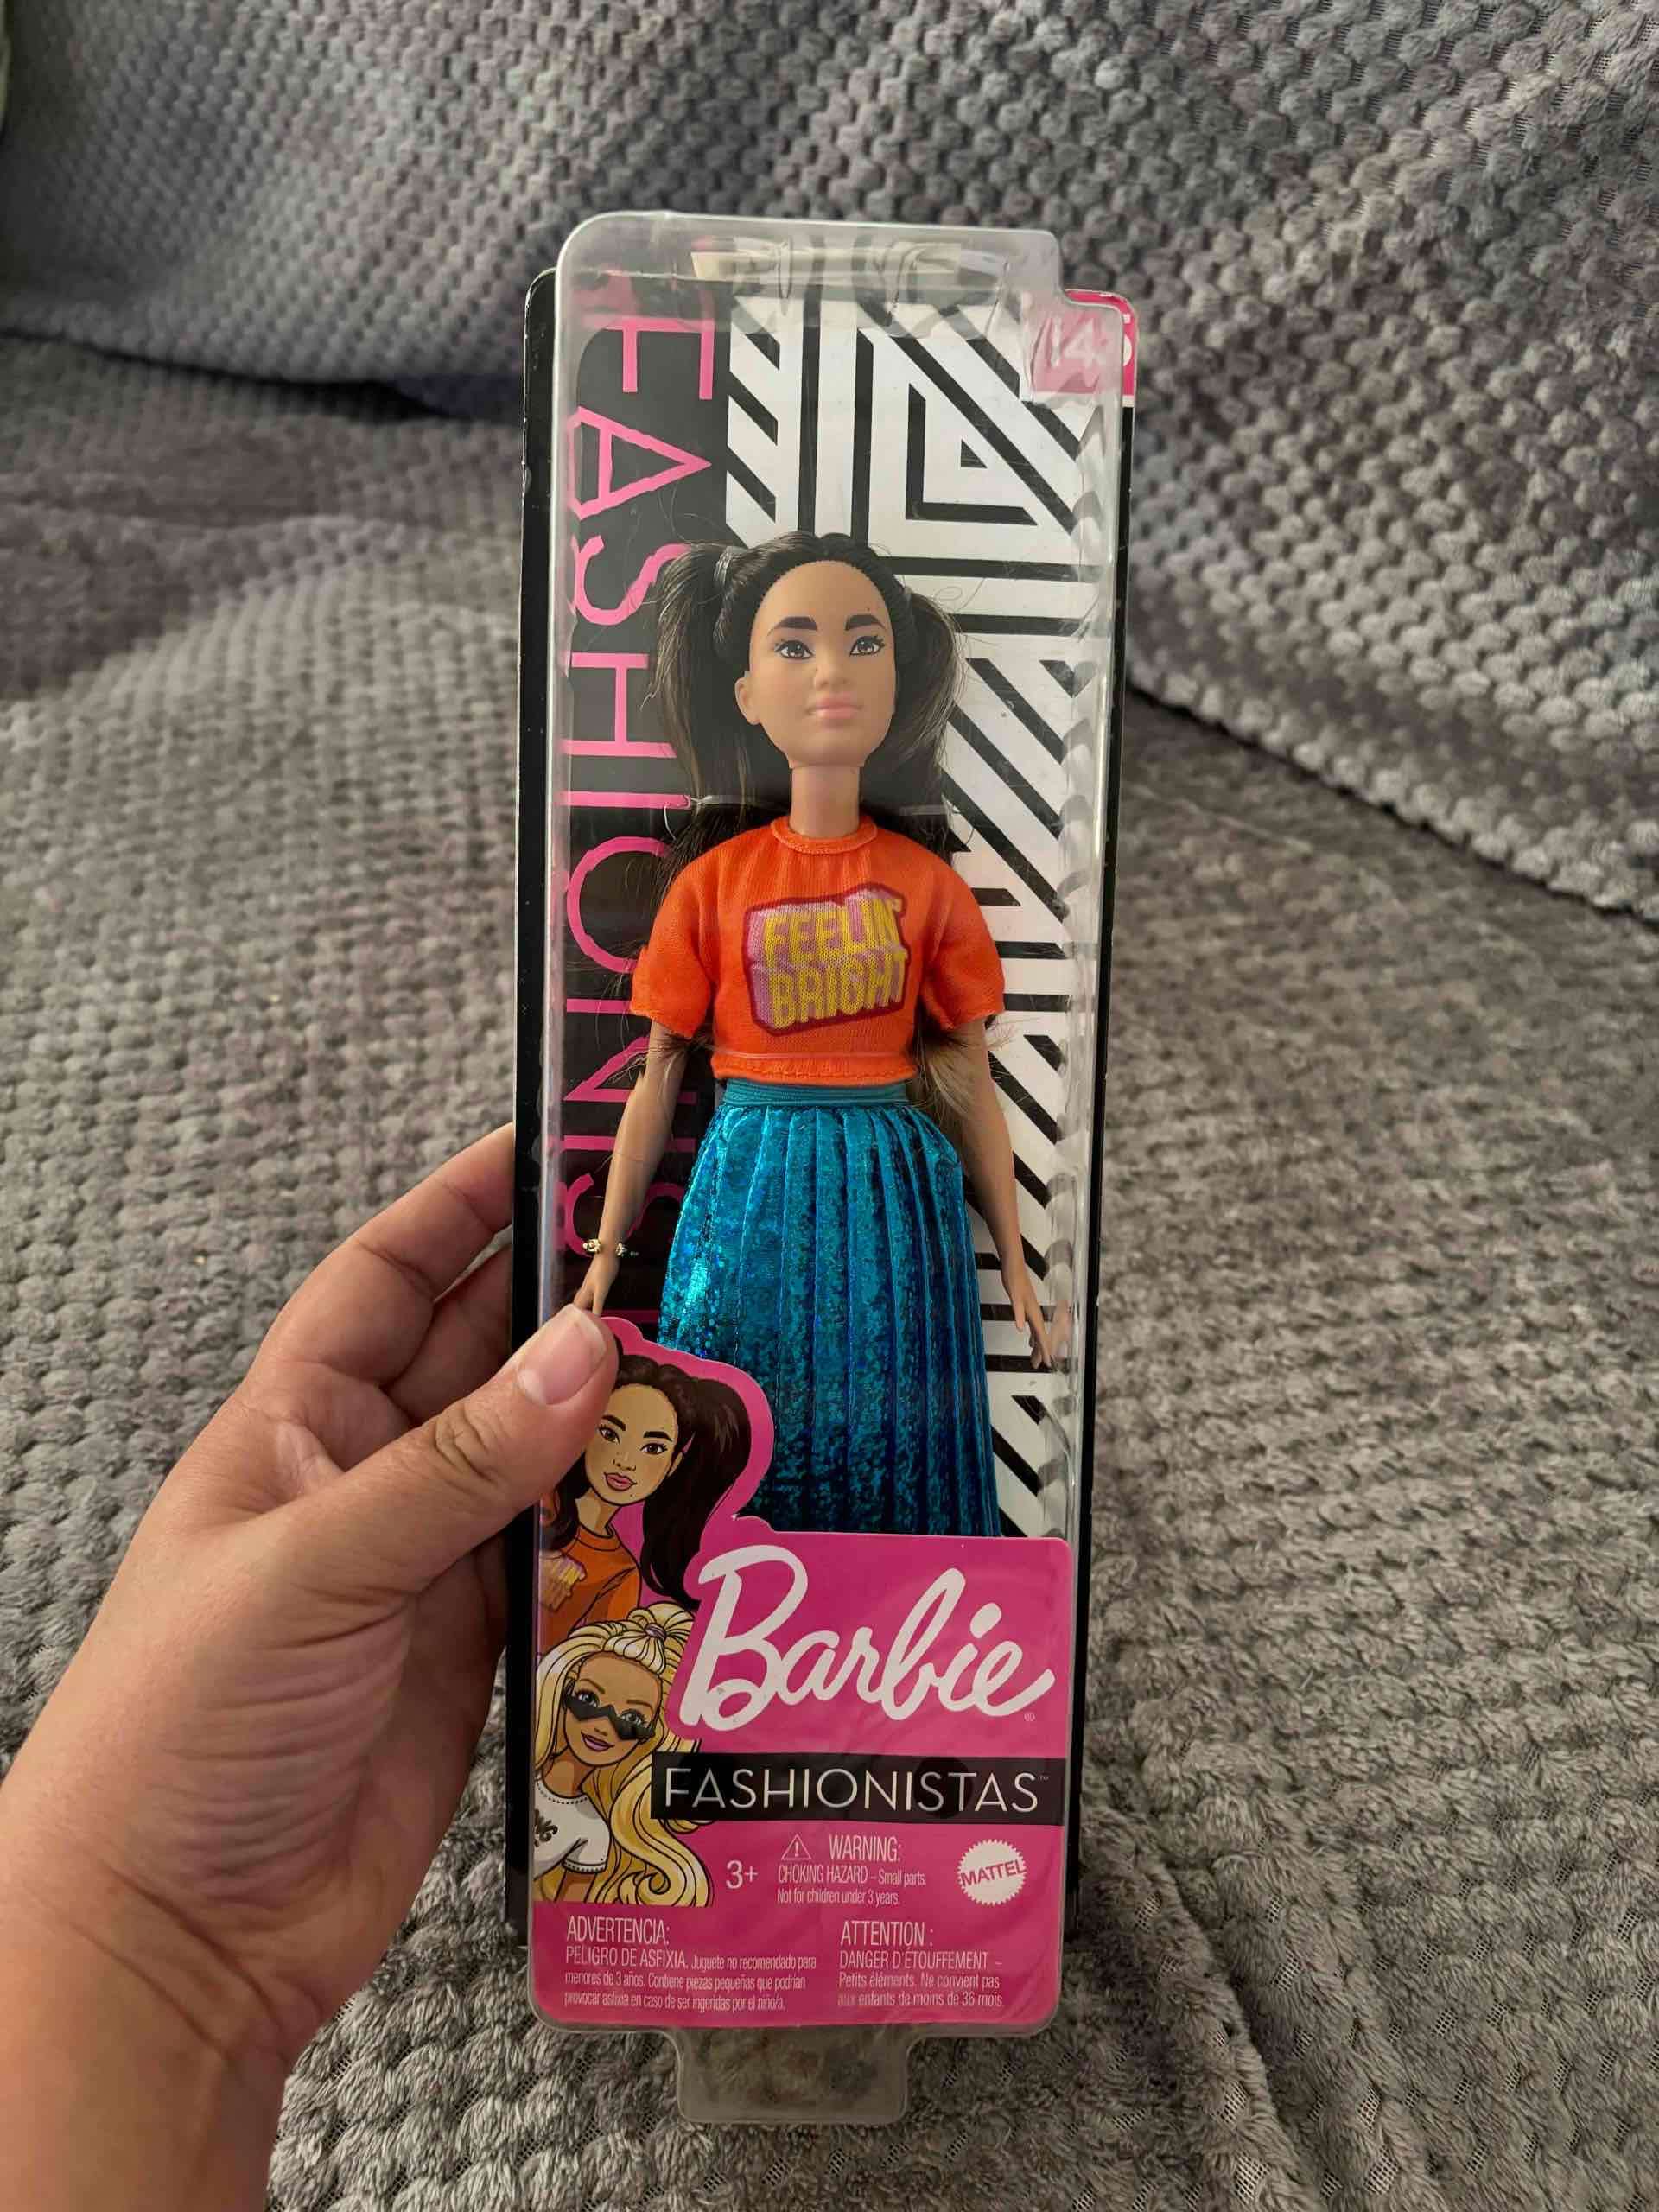 FASHIONIS
FEELIN'
BRIGHT
Barbie®
FASHIONISTAS™
3+
WARNING:
CHOKING HAZARD – Small parts.
Not for children under 3 years.
MATTEL
ADVERTENCIA:
PELIGRO DE ASFIXIA. Juguete no recomendado para
menores de 3 años. Contiene piezas pequeñas que podrían
provocar asfixia en caso de ser ingeridas por el niño/a.
ATTENTION :
DANGER D'ÉTOUFFEMENT –
Petits éléments. Ne convient pas
aux enfants de moins de 36 mois.